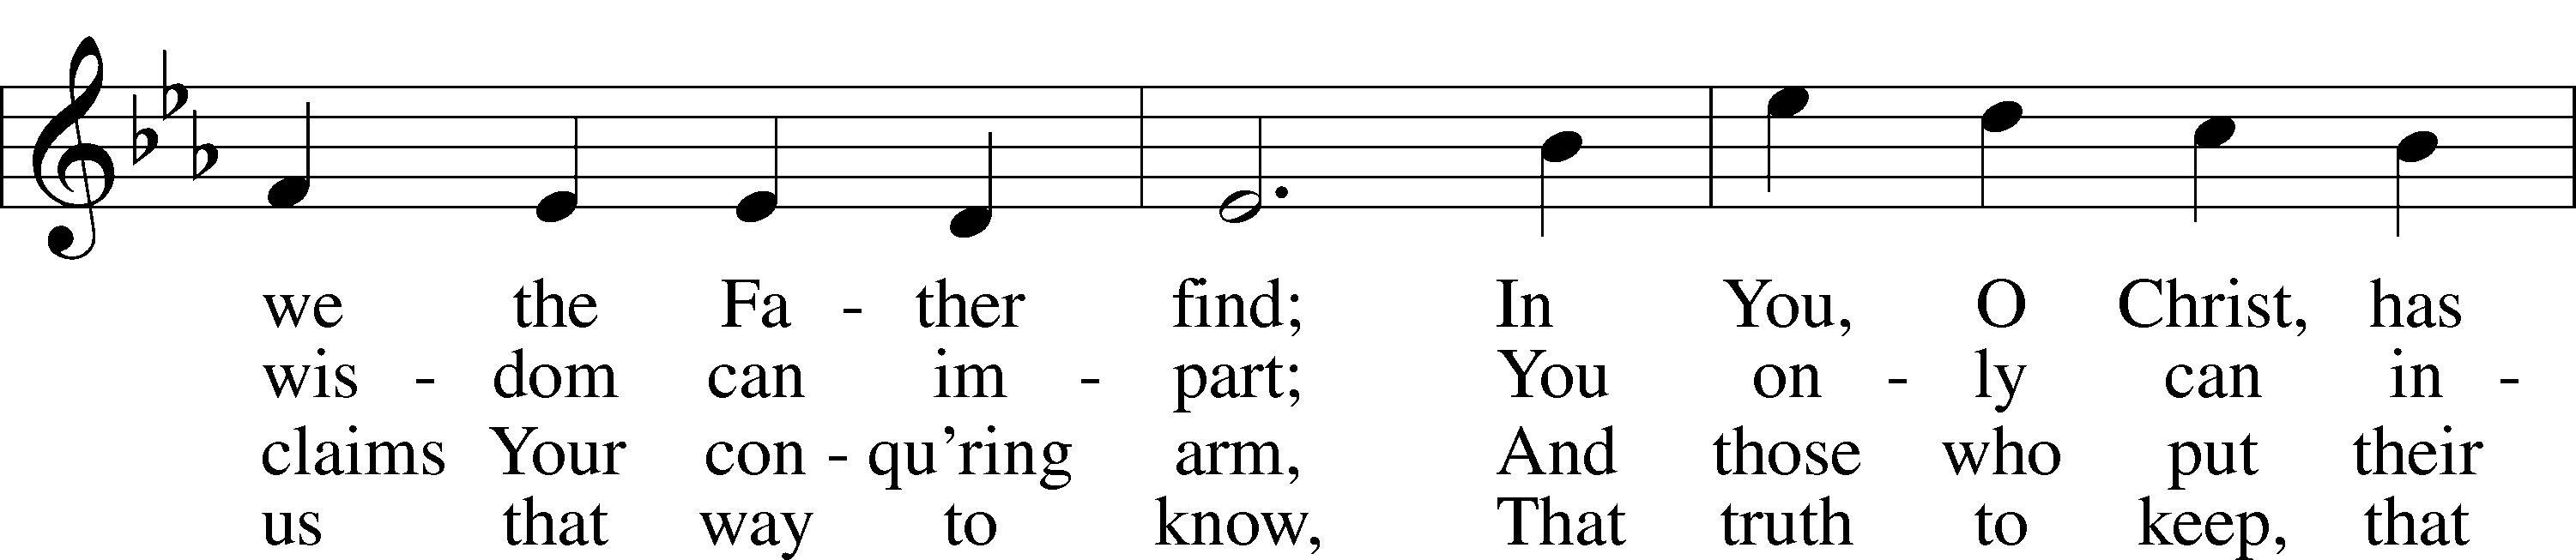 we the Fa - ther find; In You, O Christ, has
wis - dom can im - part; You on - ly can in -
claims Your con - qu’ring arm, And those who put their
us that way to know, That truth to keep, that